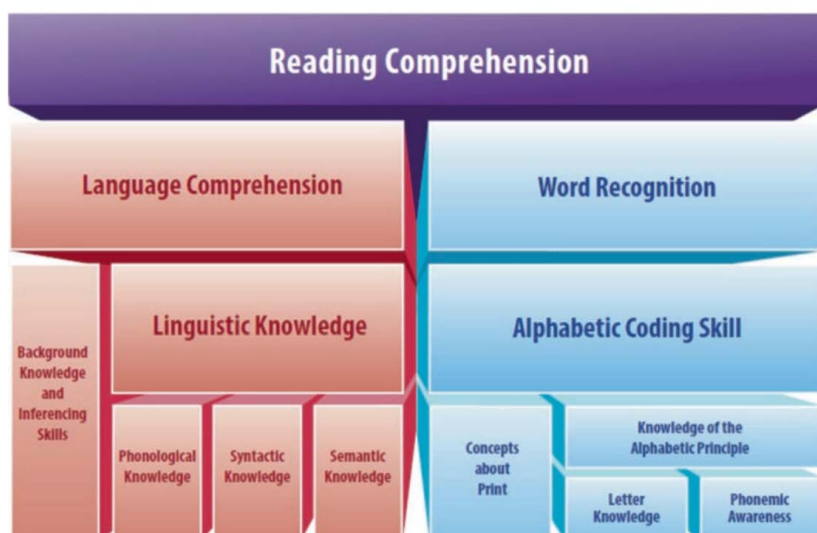 Reading Comprehension
Language Comprehension
Word Recognition
Linguistic Knowledge
Alphabetic Coding Skill
Background
Knowledge
and
Inferencing
Skills
Phonological
Knowledge
Syntactic
Knowledge
Semantic
Knowledge
Concepts
about
Print
Knowledge of the
Alphabetic Principle
Letter
Knowledge
Phonemic
Awareness